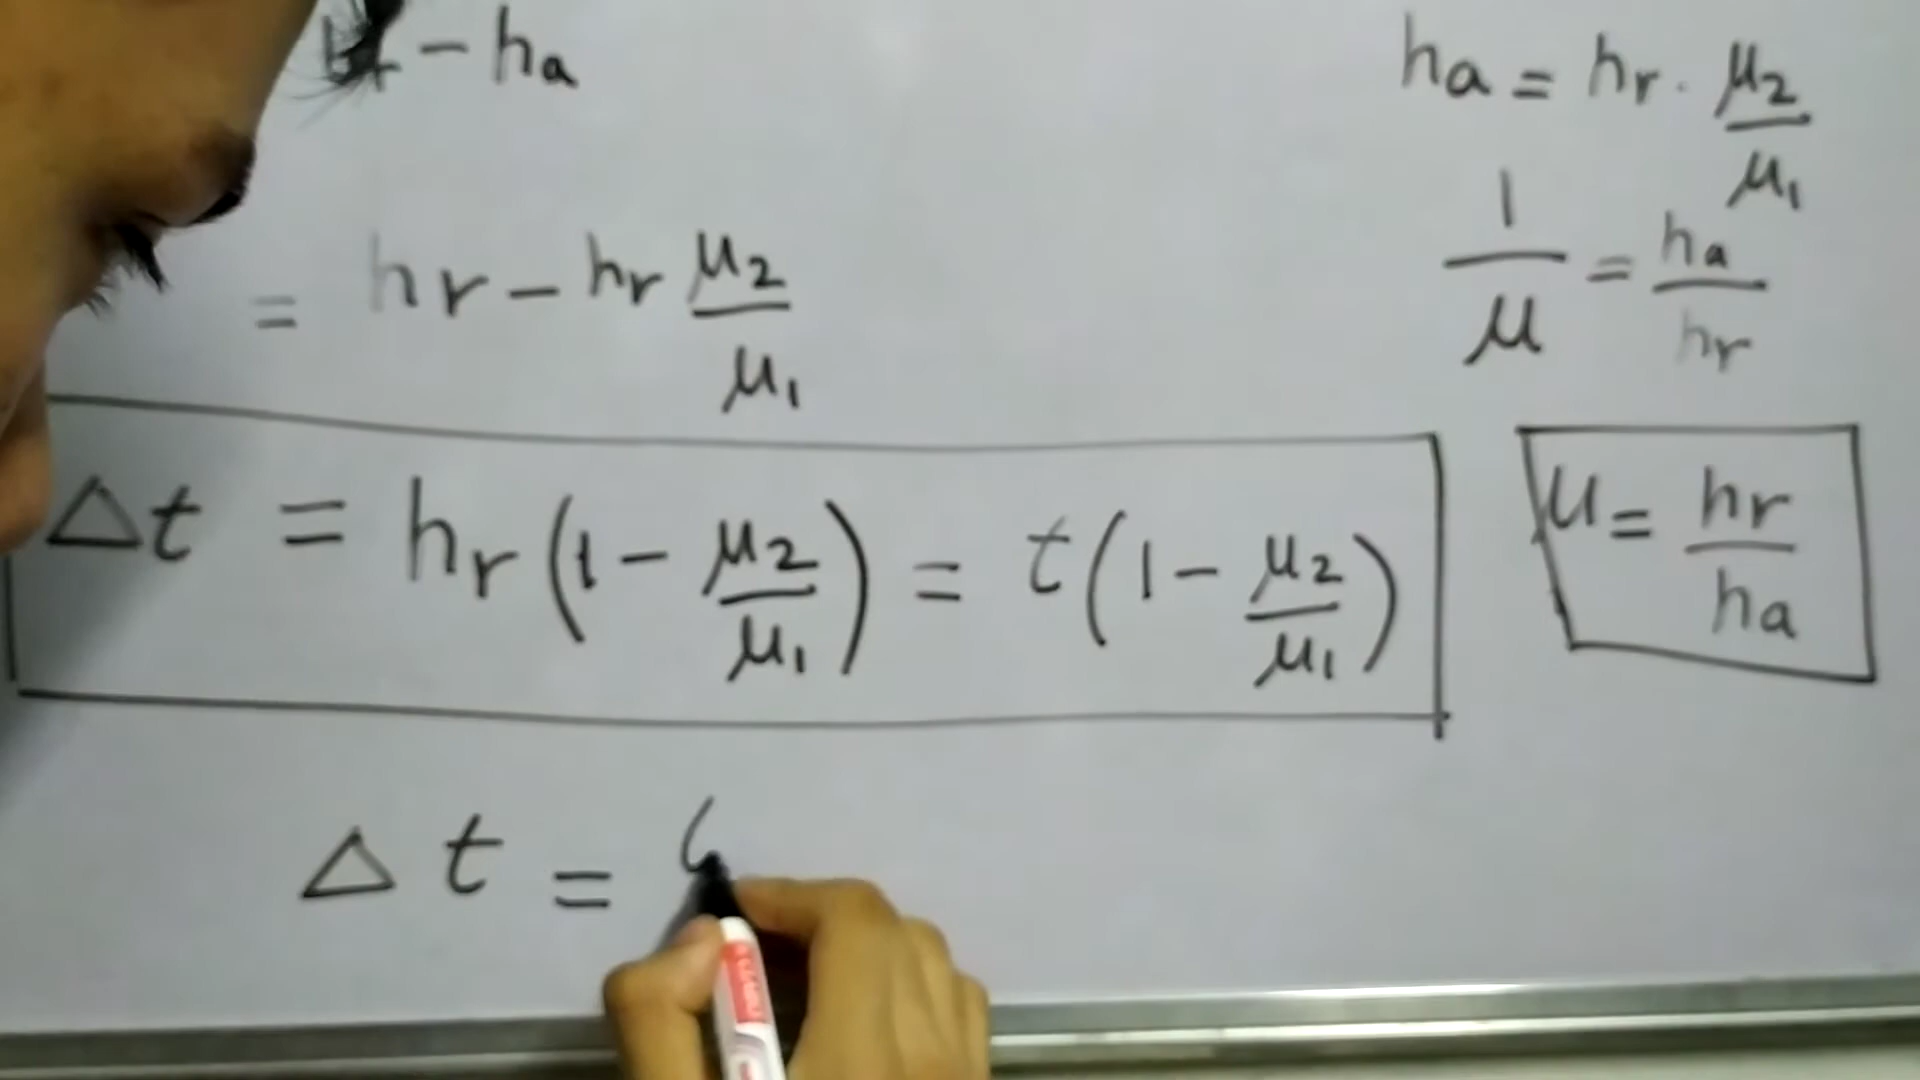 - ha
= hr - hr μ2/μ1
Δt = hr(1 - μ2/μ1) = t(1 - μ2/μ1)
Δt = (
ha = hr · μ2/μ1
1/μ = ha/hr
μ = hr/ha